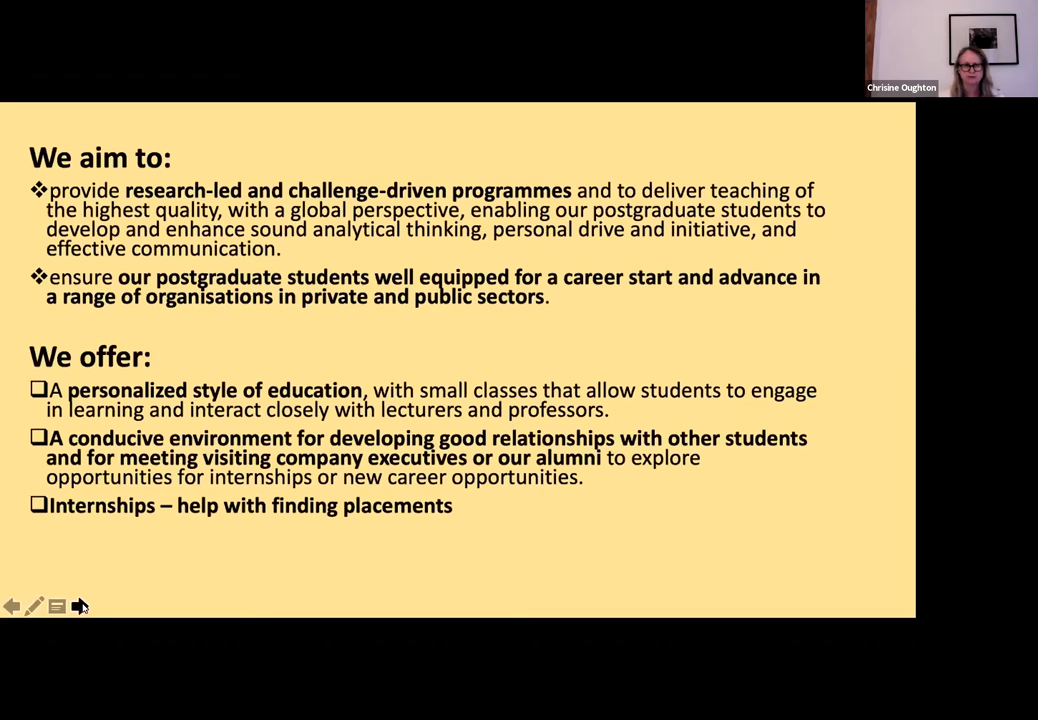 Chrisine Oughton
We aim to:
❖provide research-led and challenge-driven programmes and to deliver teaching of
the highest quality, with a global perspective, enabling our postgraduate students to
develop and enhance sound analytical thinking, personal drive and initiative, and
effective communication.
❖ensure our postgraduate students well equipped for a career start and advance in
a range of organisations in private and public sectors.
We offer:
❑A personalized style of education, with small classes that allow students to engage
in learning and interact closely with lecturers and professors.
❑A conducive environment for developing good relationships with other students
and for meeting visiting company executives or our alumni to explore
opportunities for internships or new career opportunities.
❑Internships – help with finding placements